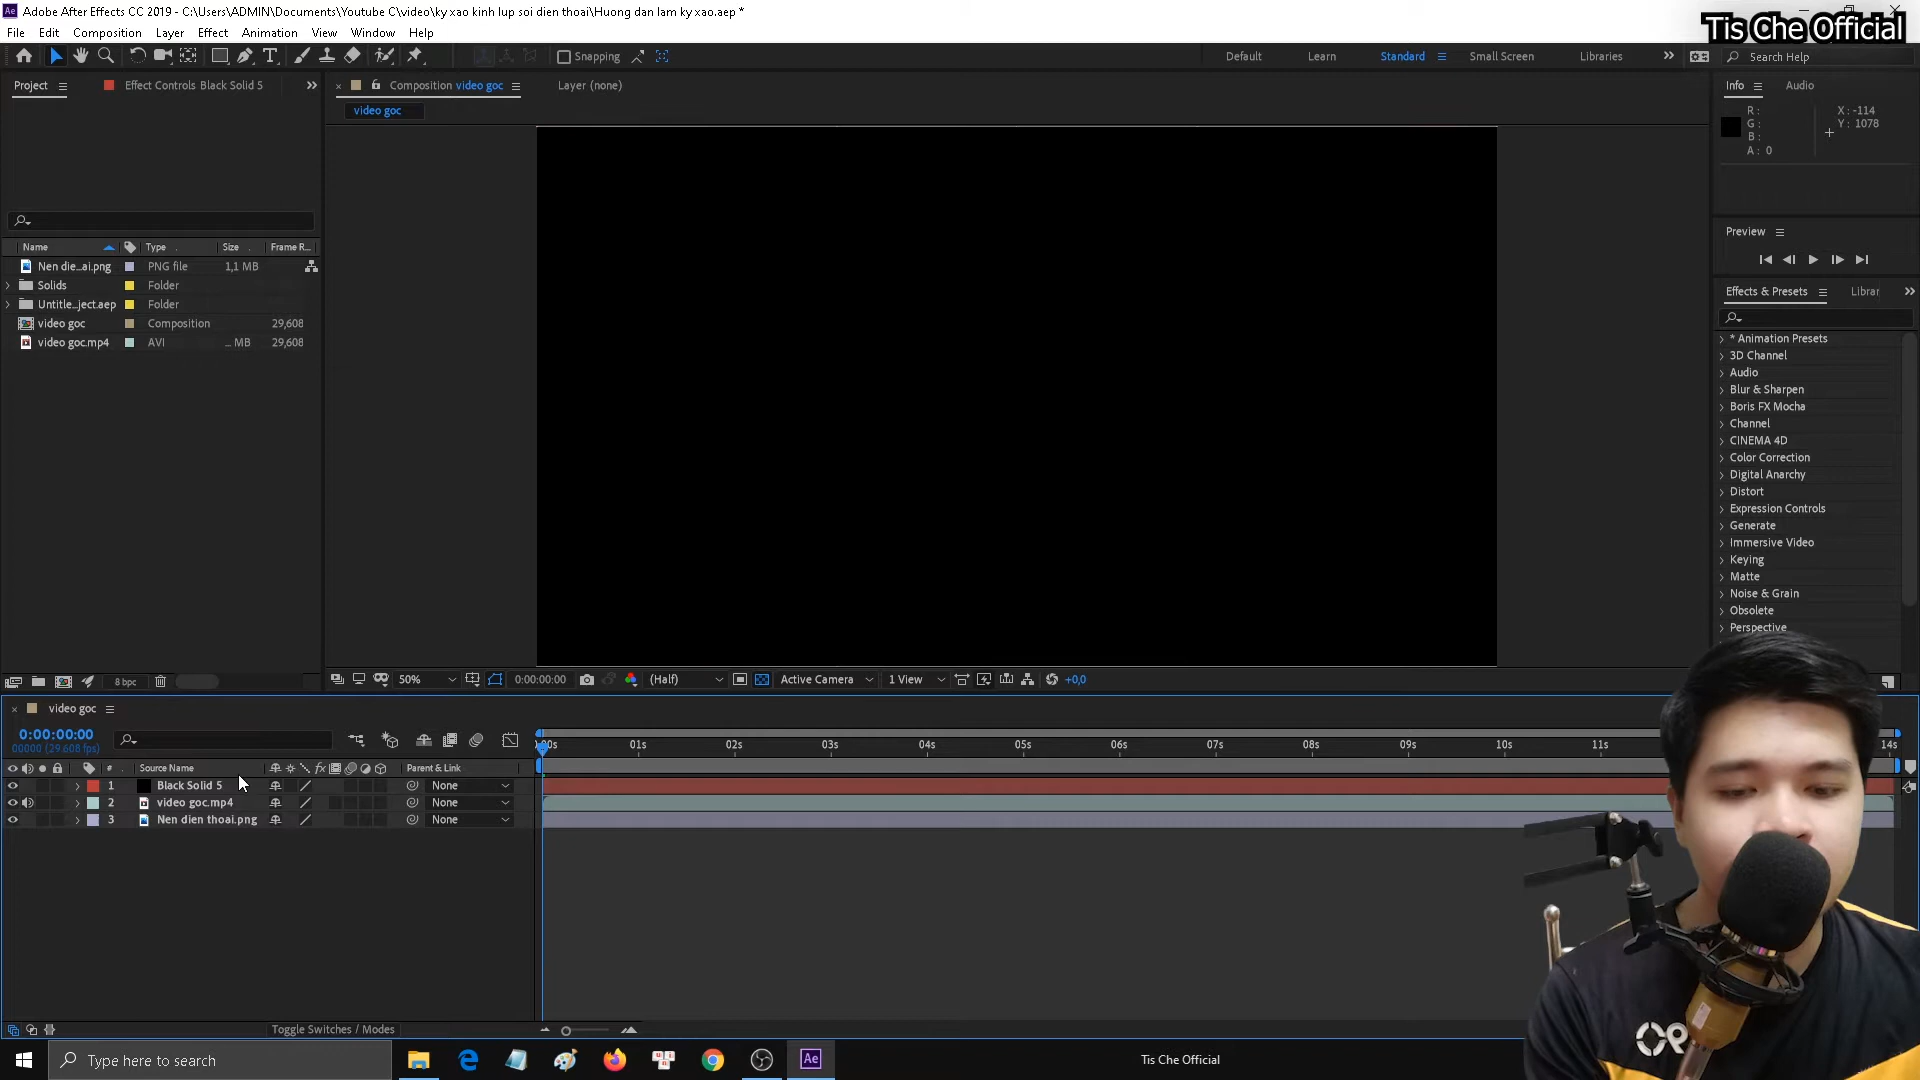 Adobe After Effects CC 2019 - C:\Users\ADMIN\Documents\Youtube C\video\ky xao kinh lup soi dien thoai\Huong dan lam ky xao.aep *
Tis Che Official
File Edit Composition Layer Effect Animation View Window Help
Snapping Default Learn Standard Small Screen Libraries Search Help
Project Effect Controls Black Solid 5 Composition video goc Layer (none) Info Audio
video goc
R: X: -114
G: Y: 1078
B:
A: 0
Preview
Name Type Size Frame R...
Nen die...ai.png PNG file 1,1 MB
Solids Folder
Untitle...ject.aep Folder
video goc Composition 29,608
video goc.mp4 AVI ... MB 29,608
Effects & Presets Librar
* Animation Presets
3D Channel
Audio
Blur & Sharpen
Boris FX Mocha
Channel
CINEMA 4D
Color Correction
Digital Anarchy
Distort
Expression Controls
Generate
Immersive Video
Keying
Matte
Noise & Grain
Obsolete
Perspective
8 bpc 50% 0:00:00:00 (Half) Active Camera 1 View +0,0
video goc
0:00:00:00
00000 (29.608 fps)
:00s 01s 02s 03s 04s 05s 06s 07s 08s 09s 10s 11s 14s
# Source Name fx Parent & Link
1 Black Solid 5 None
2 video goc.mp4 None
3 Nen dien thoai.png None
Toggle Switches / Modes
Type here to search Ae Tis Che Official